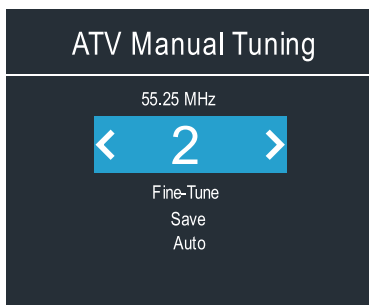 ATV Manual Tuning
55.25 MHz
2
Fine-Tune
Save
Auto